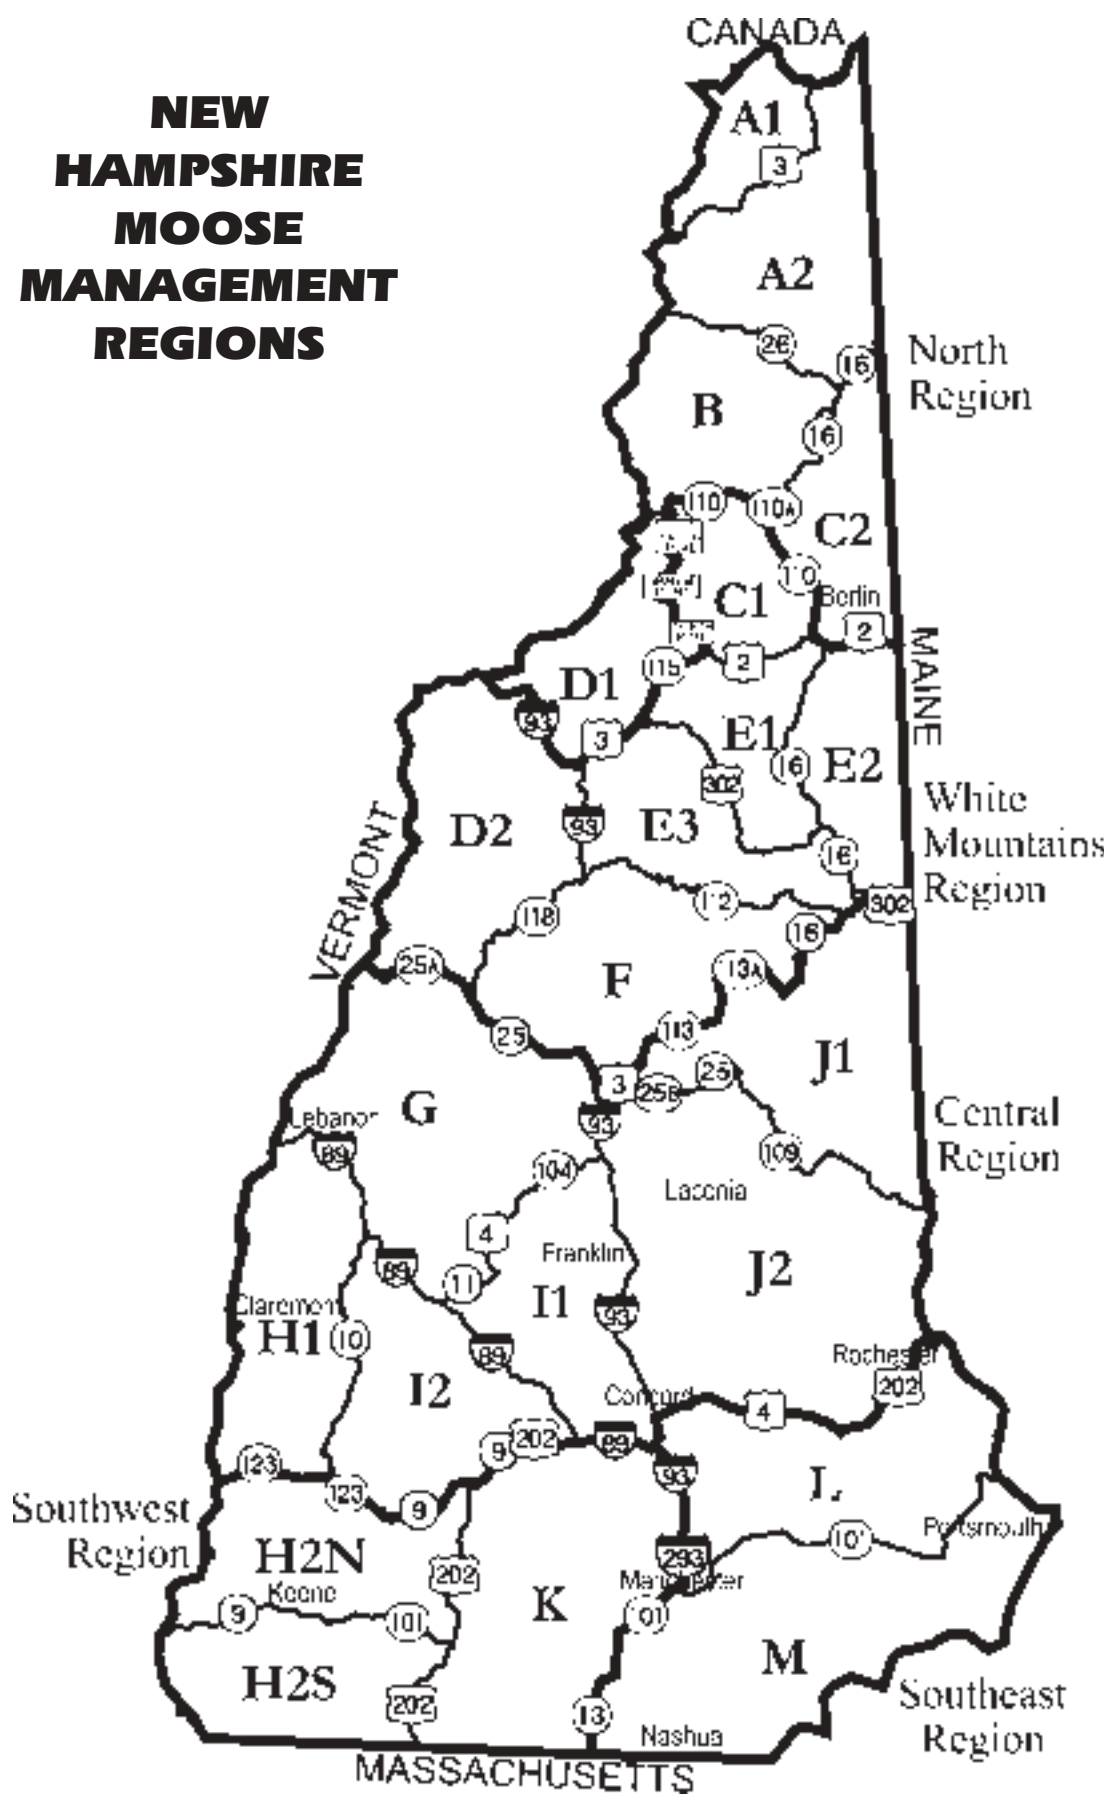 CANADA
NEW
HAMPSHIRE
MOOSE
MANAGEMENT
REGIONS
A1
3
A2
26
16
North
Region
B
16
110
110A
C2
110
C1
Berlin
2
MAINE
115
2
D1
93
3
E1
16
E2
302
White
Mountains
Region
D2
93
E3
16
302
VERMONT
118
112
16
25A
F
113A
25
113
J1
3
25B
25
G
93
Central
Region
Lebanon
89
104
109
Laconia
4
Franklin
89
11
I1
J2
93
Claremont
H1
10
89
Rochester
I2
Concord
202
4
202
9
89
123
93
123
L
9
Southwest
Region
Portsmouth
101
H2N
293
202
Manchester
Keene
K
9
101
101
M
H2S
202
Southeast
Region
13
Nashua
MASSACHUSETTS